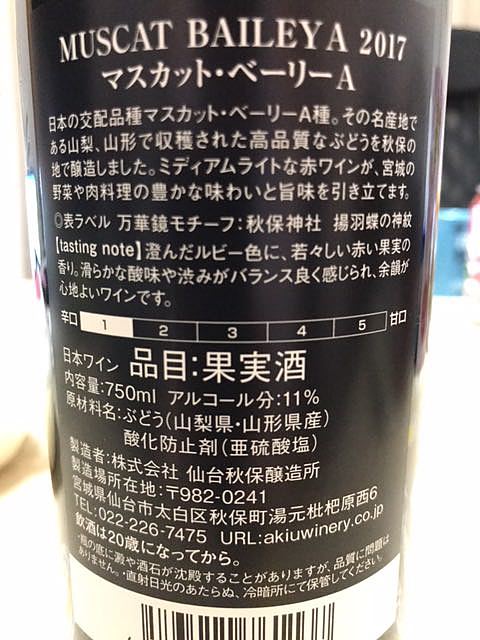 MUSCAT BAILEY A 2017
マスカット・ベーリーA
日本の交配品種マスカット・ベーリーA種。その名産地で
ある山梨、山形で収穫された高品質なぶどうを秋保の
地で醸造しました。ミディアムライトな赤ワインが、宮城の
野菜や肉料理の豊かな味わいと旨味を引き立てます。
◎表ラベル 万華鏡モチーフ:秋保神社 揚羽蝶の神紋
【tasting note】澄んだルビー色に、若々しい赤い果実の
香り。滑らかな酸味や渋みがバランス良く感じられ、余韻が
心地よいワインです。
辛口 1 2 3 4 5 甘口
日本ワイン 品目:果実酒
内容量:750ml アルコール分:11%
原材料名:ぶどう(山梨県・山形県産)
酸化防止剤(亜硫酸塩)
製造者:株式会社 仙台秋保醸造所
製造場所在地:〒982-0241
宮城県仙台市太白区秋保町湯元枇杷原西6
TEL:022-226-7475 URL:akiuwinery.co.jp
飲酒は20歳になってから。
・瓶の底に澱や酒石が沈殿することがありますが、品質に問題は
ありません。・直射日光のあたらぬ、冷暗所にて保管してください。